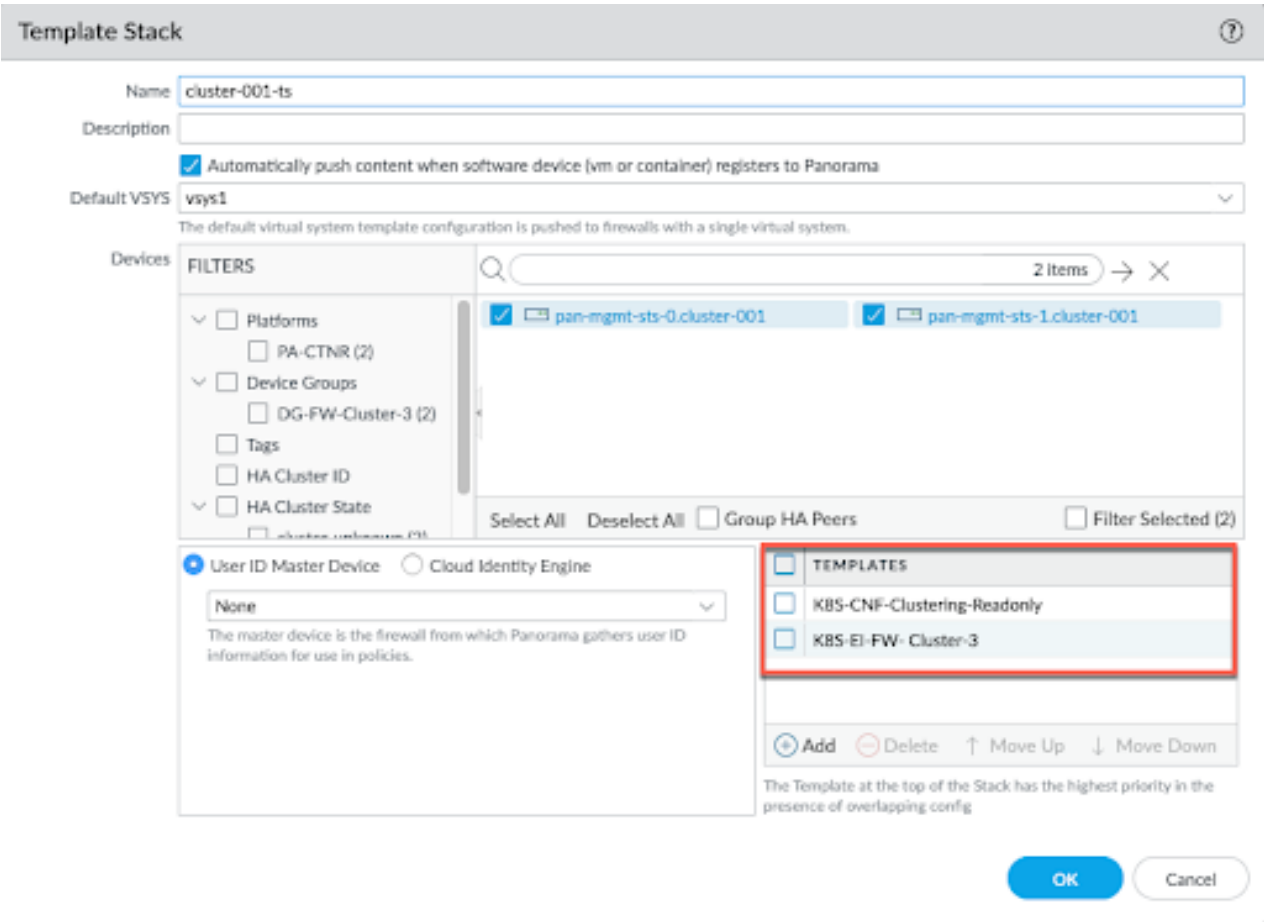 Template Stack
?
Name cluster-001-ts
Description
Automatically push content when software device (vm or container) registers to Panorama
Default VSYS vsys1
The default virtual system template configuration is pushed to firewalls with a single virtual system.
Devices
FILTERS
2 items
Platforms
PA-CTNR (2)
Device Groups
DG-FW-Cluster-3 (2)
Tags
HA Cluster ID
HA Cluster State
pan-mgmt-sts-0.cluster-001 pan-mgmt-sts-1.cluster-001
Select All Deselect All Group HA Peers Filter Selected (2)
User ID Master Device Cloud Identity Engine
None
The master device is the firewall from which Panorama gathers user ID
information for use in policies.
TEMPLATES
K8S-CNF-Clustering-Readonly
K8S-EI-FW- Cluster-3
Add Delete Move Up Move Down
The Template at the top of the Stack has the highest priority in the
presence of overlapping config
OK Cancel